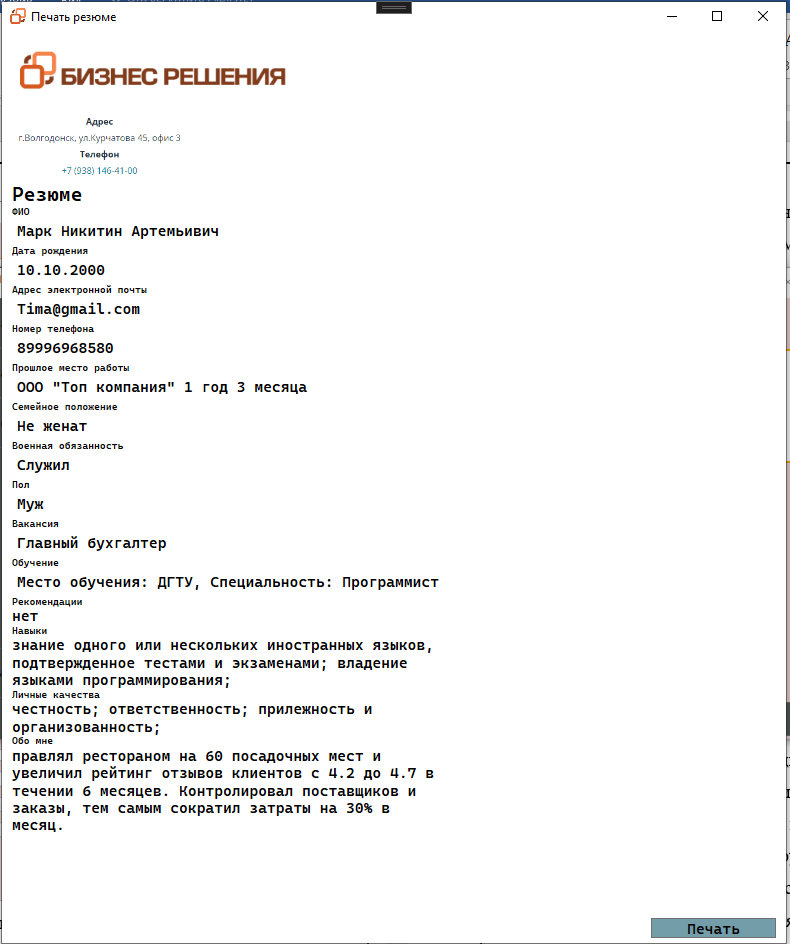 Печать резюме
БИЗНЕС РЕШЕНИЯ
Адрес
г.Волгодонск, ул.Курчатова 45, офис 3
Телефон
+7 (938) 146-41-00
Резюме
ФИО
Марк Никитин Артемьивич
Дата рождения
10.10.2000
Адрес электронной почты
Tima@gmail.com
Номер телефона
89996968580
Прошлое место работы
ООО "Топ компания" 1 год 3 месяца
Семейное положение
Не женат
Военная обязанность
Служил
Пол
Муж
Вакансия
Главный бухгалтер
Обучение
Место обучения: ДГТУ, Специальность: Программист
Рекомендации
нет
Навыки
знание одного или нескольких иностранных языков,
подтвержденное тестами и экзаменами; владение
языками программирования;
Личные качества
честность; ответственность; прилежность и
организованность;
Обо мне
правлял рестораном на 60 посадочных мест и
увеличил рейтинг отзывов клиентов с 4.2 до 4.7 в
течении 6 месяцев. Контролировал поставщиков и
заказы, тем самым сократил затраты на 30% в
месяц.
Печать